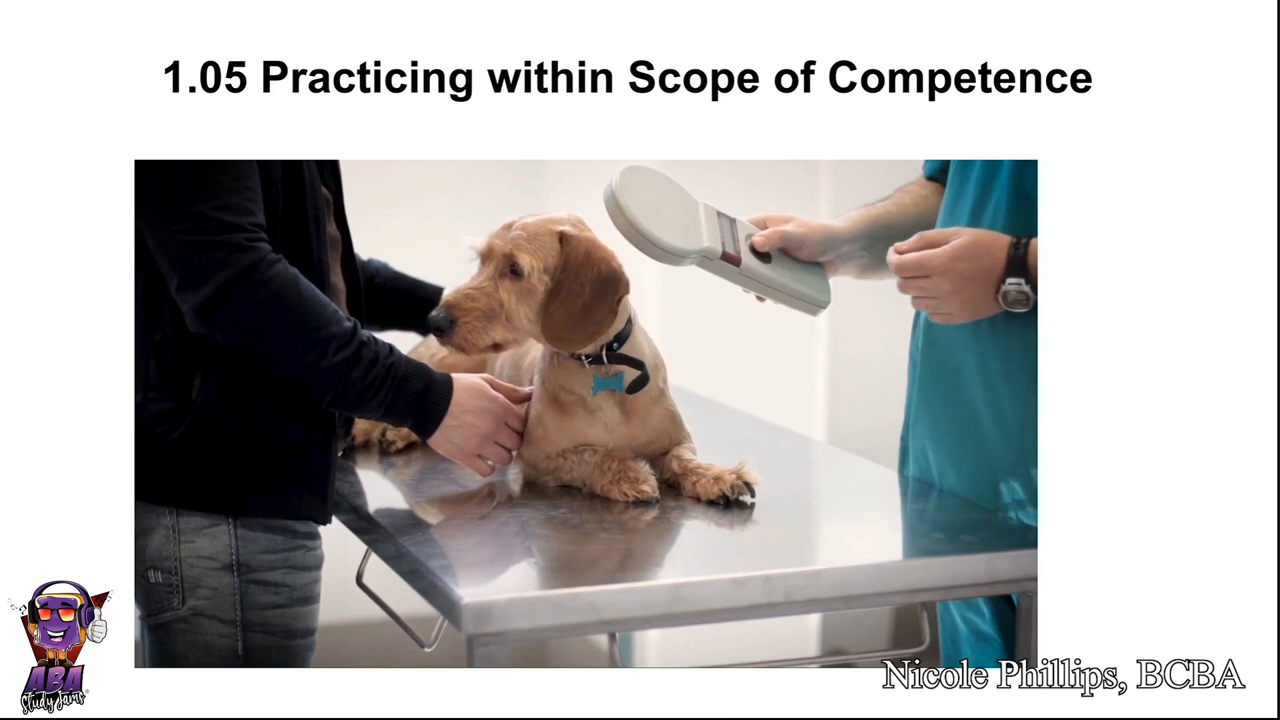 1.05 Practicing within Scope of Competence
ABA
Study Jams
Nicole Phillips, BCBA